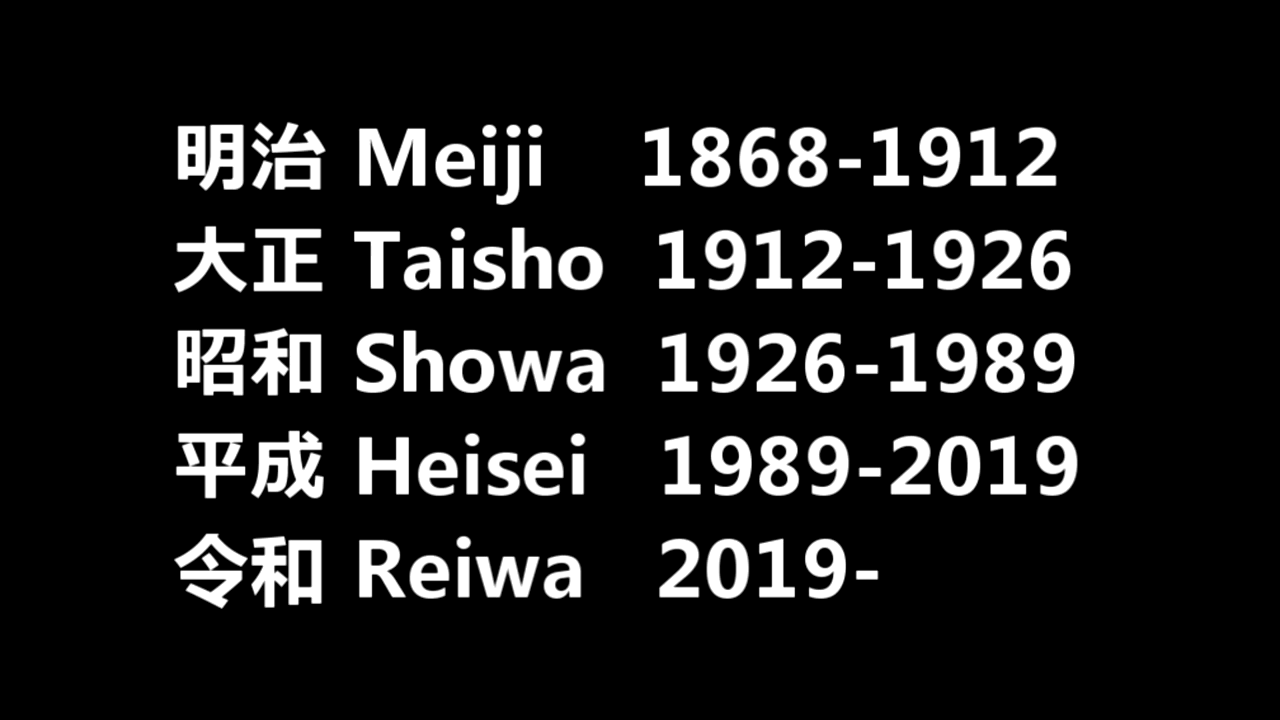 明治 Meiji 1868-1912
大正 Taisho 1912-1926
昭和 Showa 1926-1989
平成 Heisei 1989-2019
令和 Reiwa 2019-